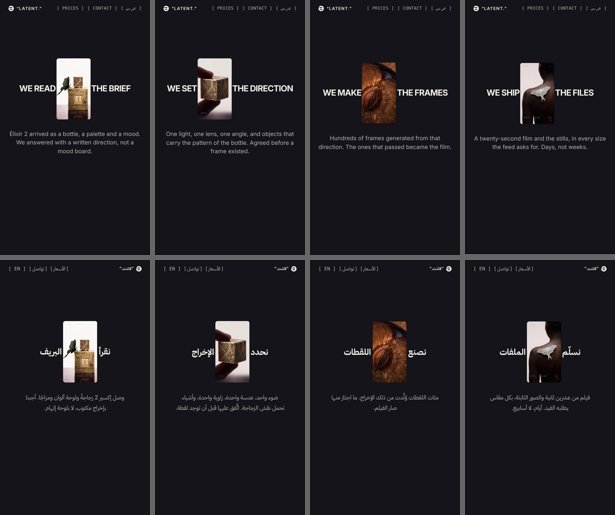 "LATENT." [ PRICES ] [ CONTACT ] [ عربي ]
WE READ THE BRIEF
Élixir 2 arrived as a bottle, a palette and a mood.
We answered with a written direction, not a
mood board.
"LATENT." [ PRICES ] [ CONTACT ] [ عربي ]
WE SET THE DIRECTION
One light, one lens, one angle, and objects that
carry the pattern of the bottle. Agreed before a
frame existed.
"LATENT." [ PRICES ] [ CONTACT ] [ عربي ]
WE MAKE THE FRAMES
Hundreds of frames generated from that
direction. The ones that passed became the film.
"LATENT." [ PRICES ] [ CONTACT ] [ عربي ]
WE SHIP THE FILES
A twenty-second film and the stills, in every size
the feed asks for. Days, not weeks.
[ EN ] [ تواصل ] [ الأسعار ]
نقرأ البريف
وصل إكسير 2 زجاجةً ولوحة ألوان ومزاجًا. أجبنا
بإخراج مكتوب، لا بلوحة إلهام.
[ EN ] [ تواصل ] [ الأسعار ]
نحدد الإخراج
ضوء واحد، عدسة واحدة، زاوية واحدة، وأشياء
تحمل نقش الزجاجة. اتُّفق عليها قبل أن توجد لقطة.
[ EN ] [ تواصل ] [ الأسعار ]
نصنع اللقطات
مئات اللقطات وُلّدت من ذلك الإخراج. ما اجتاز منها
صار الفيلم.
[ EN ] [ تواصل ] [ الأسعار ]
نسلّم الملفات
فيلم من عشرين ثانية والصور الثابتة، بكل مقاس
يطلبه الفيد. أيام، لا أسابيع.